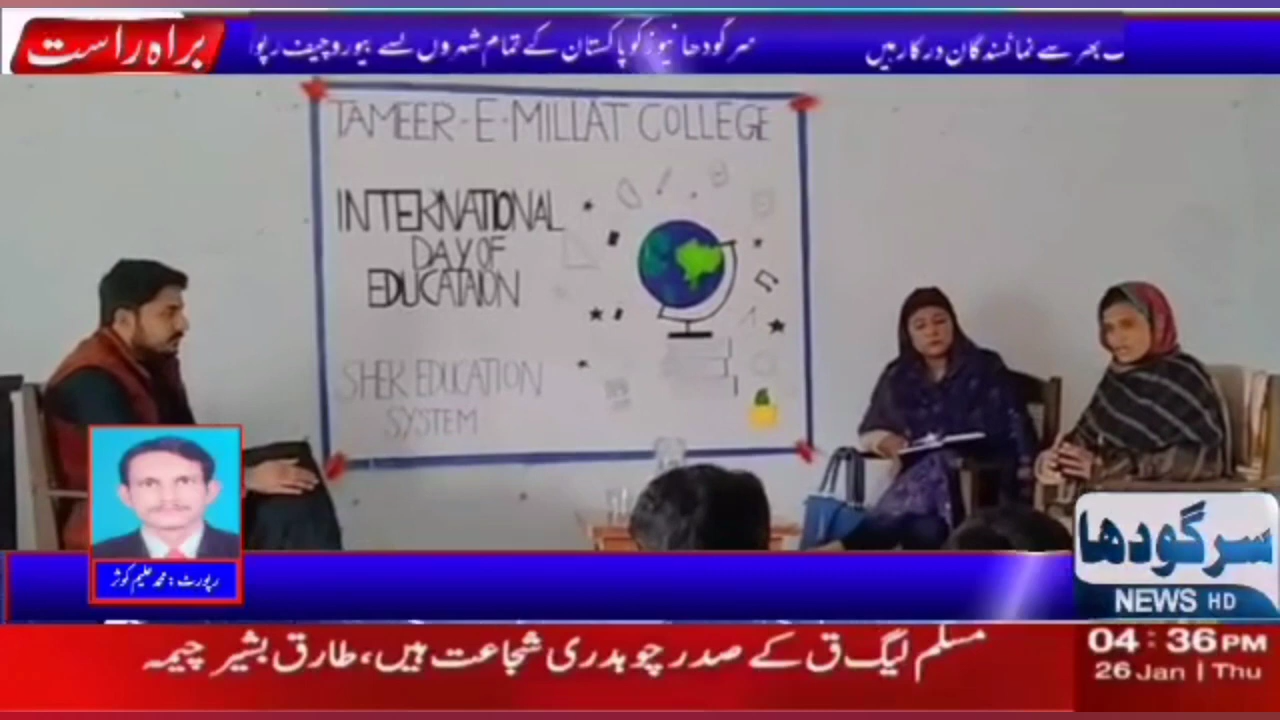 براہ راست
سرگودھا نیوز کو پاکستان کے تمام شہروں سے بیورو چیف رپو
بھر سے نمائندگان درکار ہیں
TAMEER-E-MILLAT COLLEGE
INTERNATIONAL
DAY OF
EDUCATAION
SHER EDUCATION
SYSTEM
رپورٹ : محمد علیم کوثر
سرگودھا
NEWS HD
مسلم لیگ ق کے صدر چوہدری شجاعت ہیں، طارق بشیر چیمہ
04 : 36 PM
26 Jan | Thu